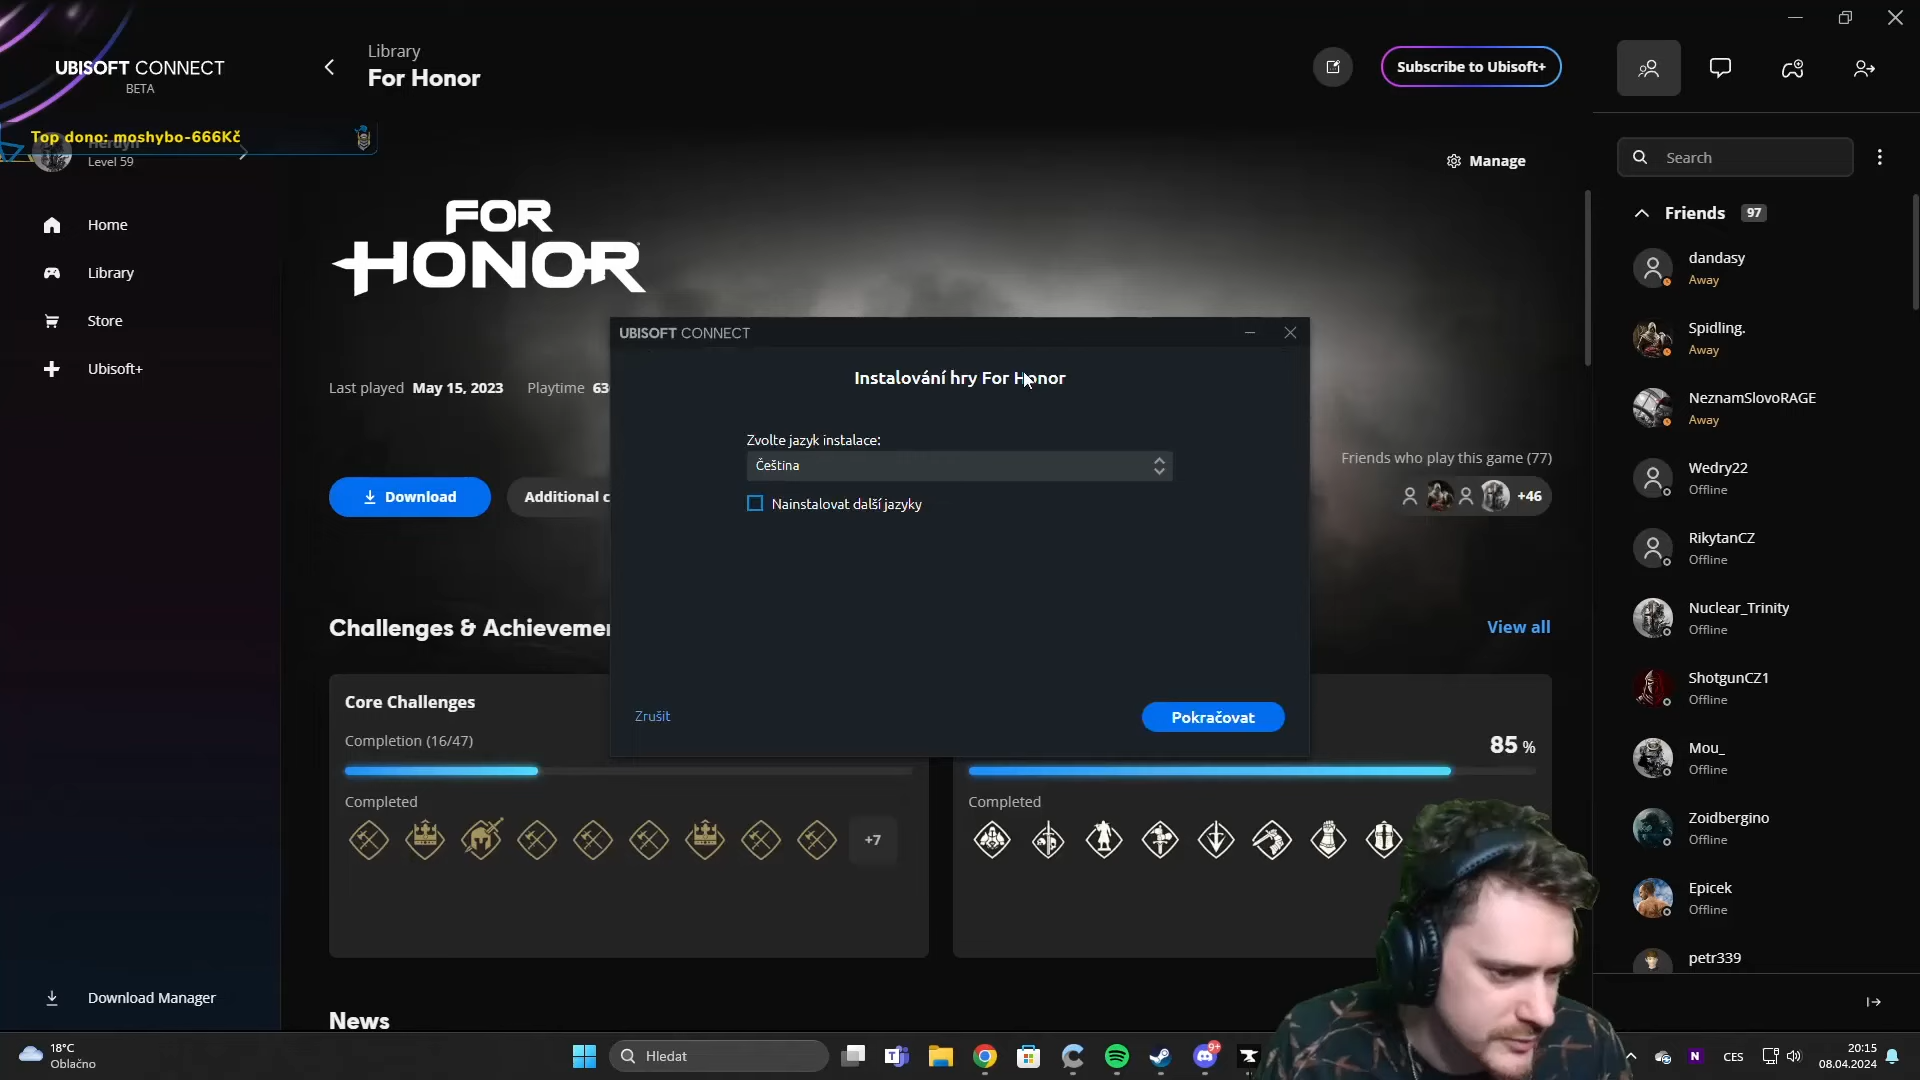 UBISOFT CONNECT
BETA
Library
For Honor
Subscribe to Ubisoft+
Top dono: moshybo-666Kč
Level 59
Manage
Search
Home
Library
Store
Ubisoft+
Download Manager
FOR
HONOR
Last played May 15, 2023 Playtime 63
Download
Additional c
Friends who play this game (77)
+46
UBISOFT CONNECT
Instalování hry For Honor
Zvolte jazyk instalace:
Čeština
Nainstalovat další jazyky
Zrušit
Pokračovat
Challenges & Achievemen
View all
Core Challenges
Completion (16/47)
Completed
+7
85 %
Completed
News
Friends 97
dandasy
Away
Spidling.
Away
NeznamSlovoRAGE
Away
Wedry22
Offline
RikytanCZ
Offline
Nuclear_Trinity
Offline
ShotgunCZ1
Offline
Mou_
Offline
Zoidbergino
Offline
Epicek
Offline
petr339
18°C
Oblačno
Hledat
9+
N
CES
20:15
08.04.2024